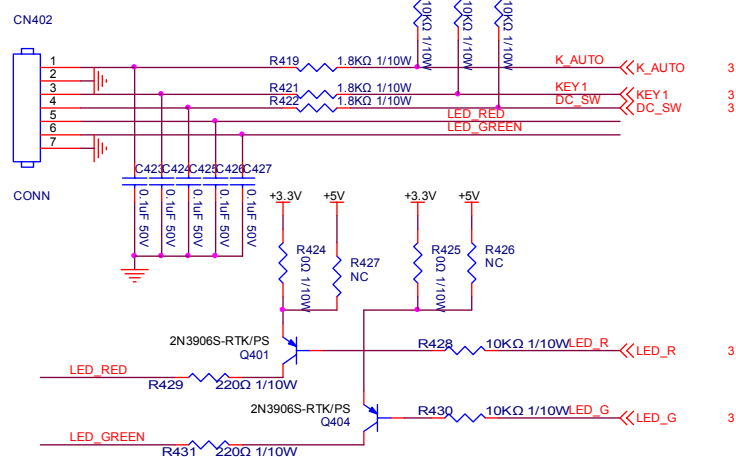 CN402
10KΩ 1/10W
10KΩ 1/10W
10KΩ 1/10W
1
2
3
4
5
6
7
R419 1.8KΩ 1/10W K_AUTO K_AUTO 3
R421 1.8KΩ 1/10W KEY1 KEY1 3
R422 1.8KΩ 1/10W DC_SW DC_SW 3
LED_RED
LED_GREEN
CONN
C423 C424 C425 C426 C427
0.1uF 50V
0.1uF 50V
0.1uF 50V
0.1uF 50V
0.1uF 50V
+3.3V +5V +3.3V +5V
R424
0Ω 1/10W
R427
NC
R425
0Ω 1/10W
R426
NC
2N3906S-RTK/PS
Q401
R428 10KΩ 1/10W LED_R LED_R 3
LED_RED
R429 220Ω 1/10W
2N3906S-RTK/PS
Q404
R430 10KΩ 1/10W LED_G LED_G 3
LED_GREEN
R431 220Ω 1/10W